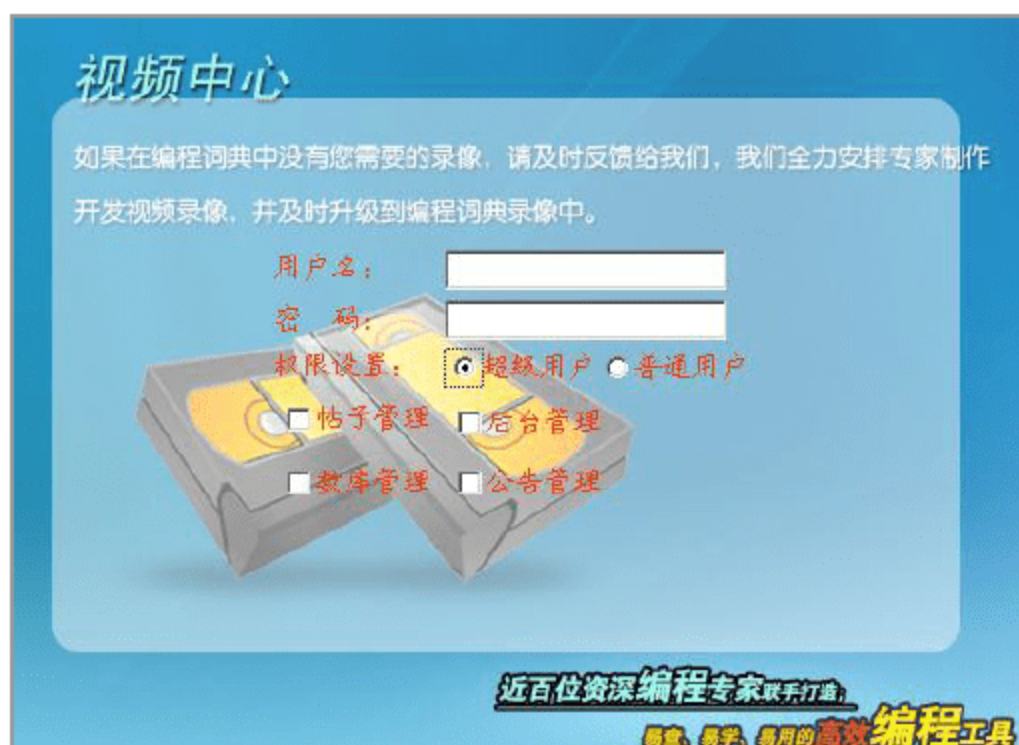 视频中心
如果在编程词典中没有您需要的录像，请及时反馈给我们，我们全力安排专家制作
开发视频录像，并及时升级到编程词典录像中。
用户名：
密 码：
权限设置： 超级用户 普通用户
帖子管理 后台管理
数库管理 公告管理
近百位资深编程专家联手打造，
易查、易学、易用的高效编程工具